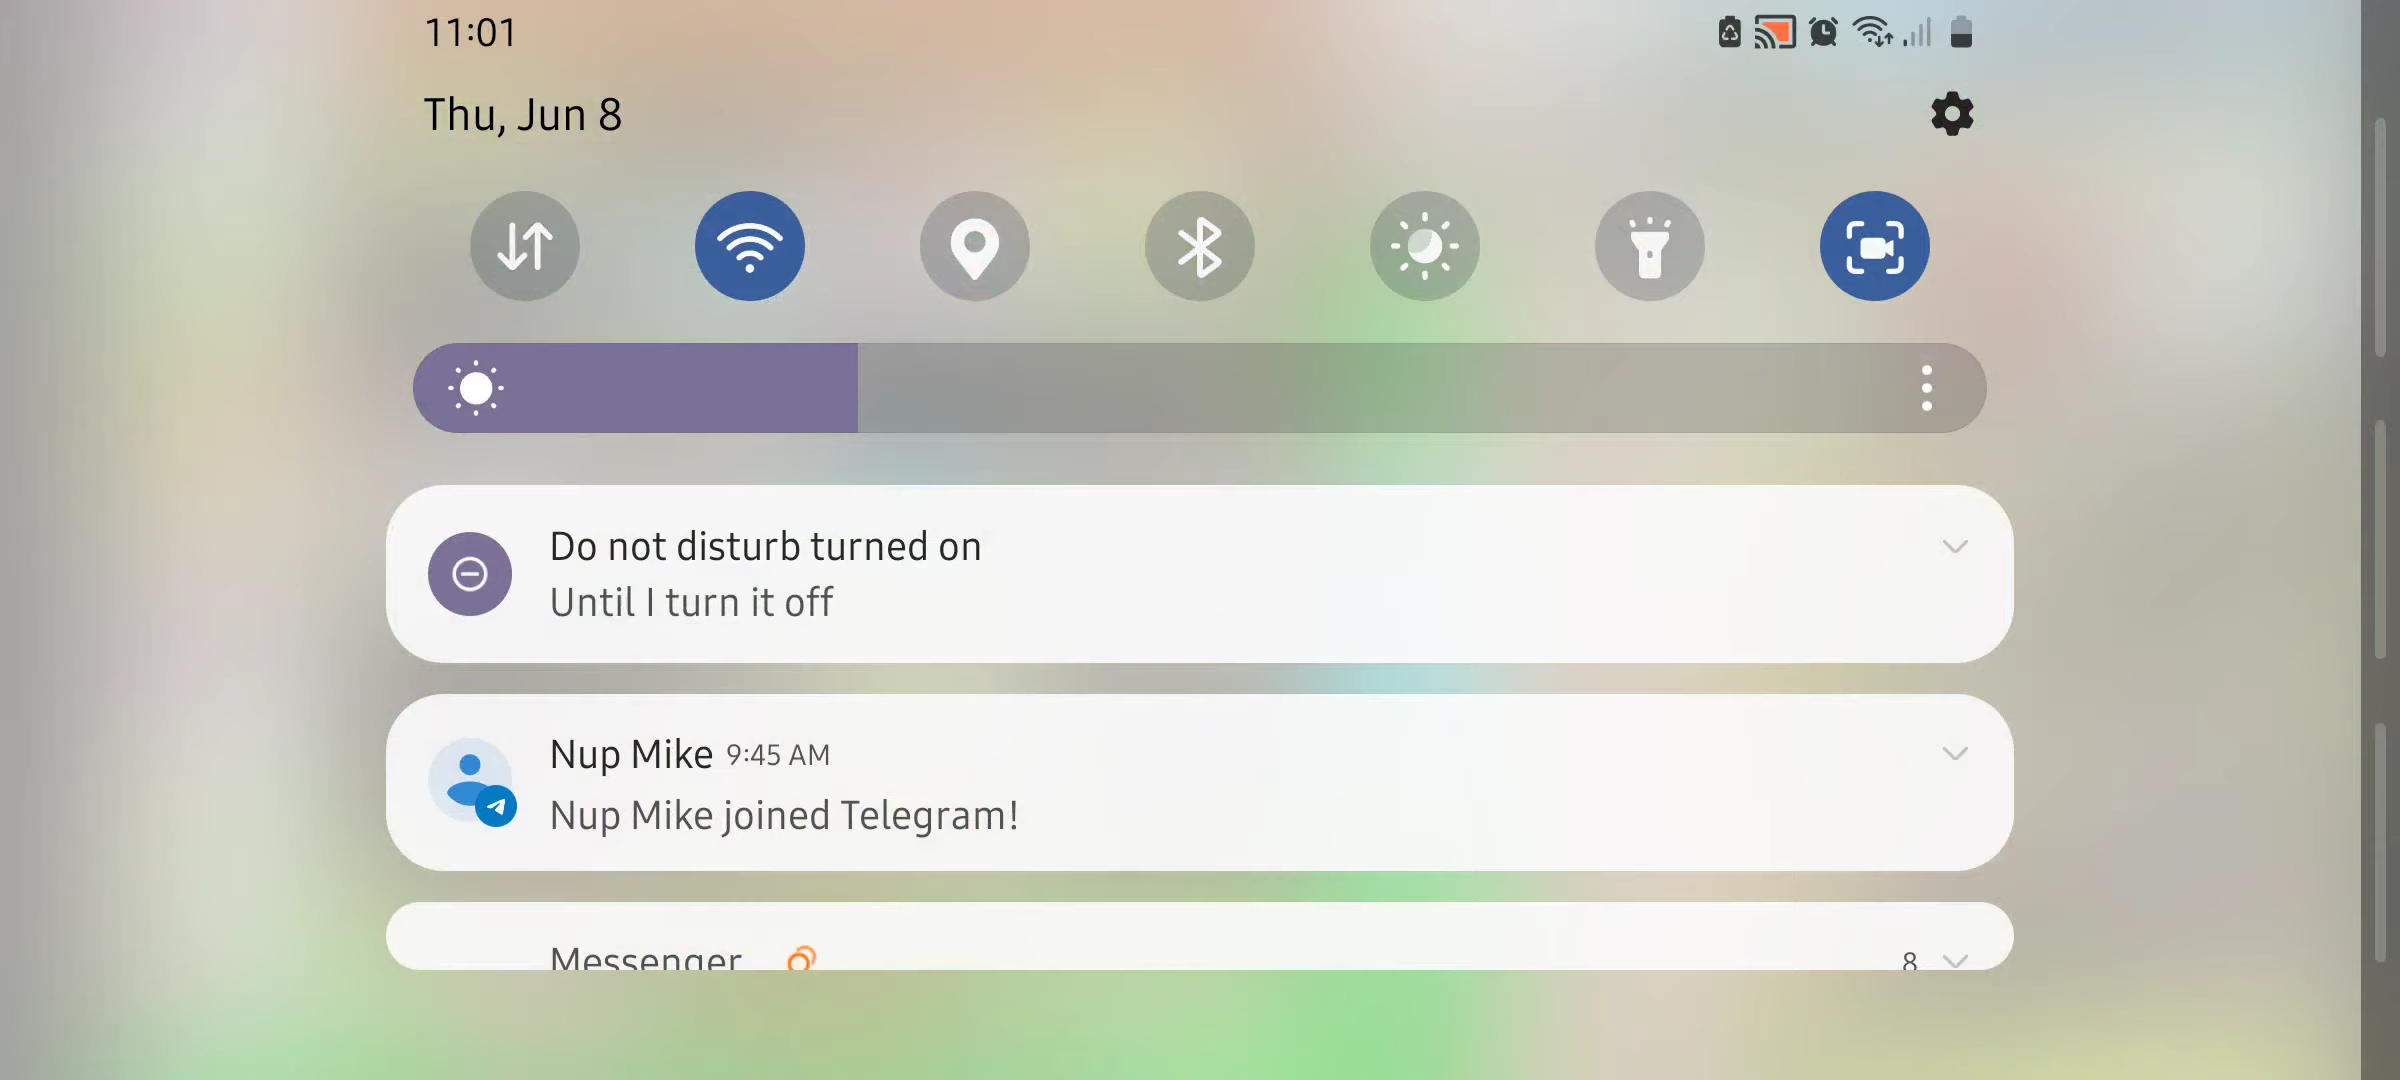 11:01
Thu, Jun 8
Do not disturb turned on
Until I turn it off
Nup Mike 9:45 AM
Nup Mike joined Telegram!
Messenger 8